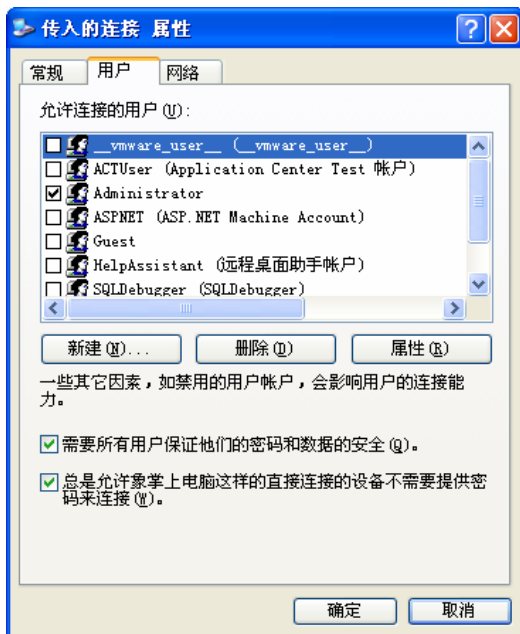 传入的连接 属性
常规 用户 网络
允许连接的用户(U):
__vmware_user__ (__vmware_user__)
ACTUser (Application Center Test 帐户)
Administrator
ASPNET (ASP.NET Machine Account)
Guest
HelpAssistant (远程桌面助手帐户)
SQLDebugger (SQLDebugger)
新建(N)... 删除(D) 属性(R)
一些其它因素，如禁用的用户帐户，会影响用户的连接能
力。
需要所有用户保证他们的密码和数据的安全(Q)。
总是允许象掌上电脑这样的直接连接的设备不需要提供密
码来连接(W)。
确定 取消